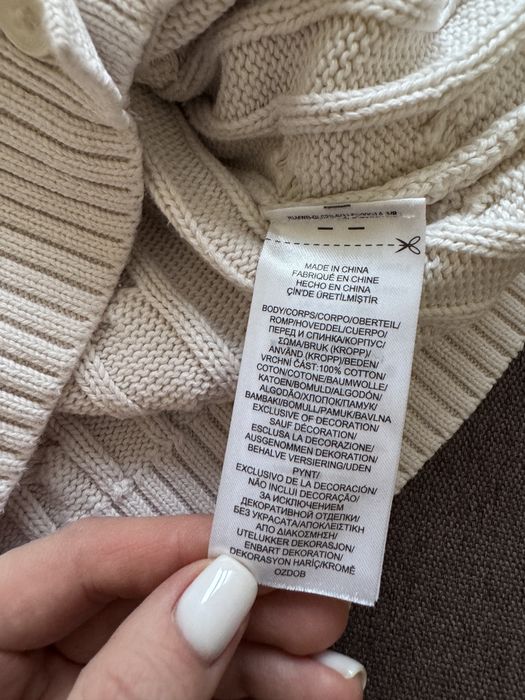 MADE IN CHINA
FABRIQUÉ EN CHINE
HECHO EN CHINA
ÇİN'DE ÜRETİLMİŞTİR
BODY/CORPS/CORPO/OBERTEIL/
ROMP/HOVEDDEL/CUERPO/
ПЕРЕД И СПИНКА/КОРПУС/
ΣΩΜΑ/BRUK (KROPP)/
ANVÄND (KROPP)/BEDEN/
VRCHNÍ ČÁST:100% COTTON/
COTON/COTONE/BAUMWOLLE/
KATOEN/BOMULD/ALGODÓN/
ALGODÃO/ХЛОПОК/ПАМУК/
ΒΑΜΒΑΚΙ/BOMULL/PAMUK/BAVLNA
EXCLUSIVE OF DECORATION/
SAUF DÉCORATION/
ESCLUSA LA DECORAZIONE/
AUSGENOMMEN DEKORATION/
BEHALVE VERSIERING/UDEN
PYNT/
EXCLUSIVO DE LA DECORACIÓN/
NÃO INCLUI DECORAÇÃO/
ЗА ИСКЛЮЧЕНИЕМ
ДЕКОРАТИВНОЙ ОТДЕЛКИ/
БЕЗ УКРАСАТА/ΑΠΟΚΛΕΙΣΤΙΚΗ
ΑΠΟ ΔΙΑΚΟΣΜΗΣΗ/
UTELUKKER DEKORASJON/
ENBART DEKORATION/
DEKORASYON HARİÇ/KROMĚ
OZDOB